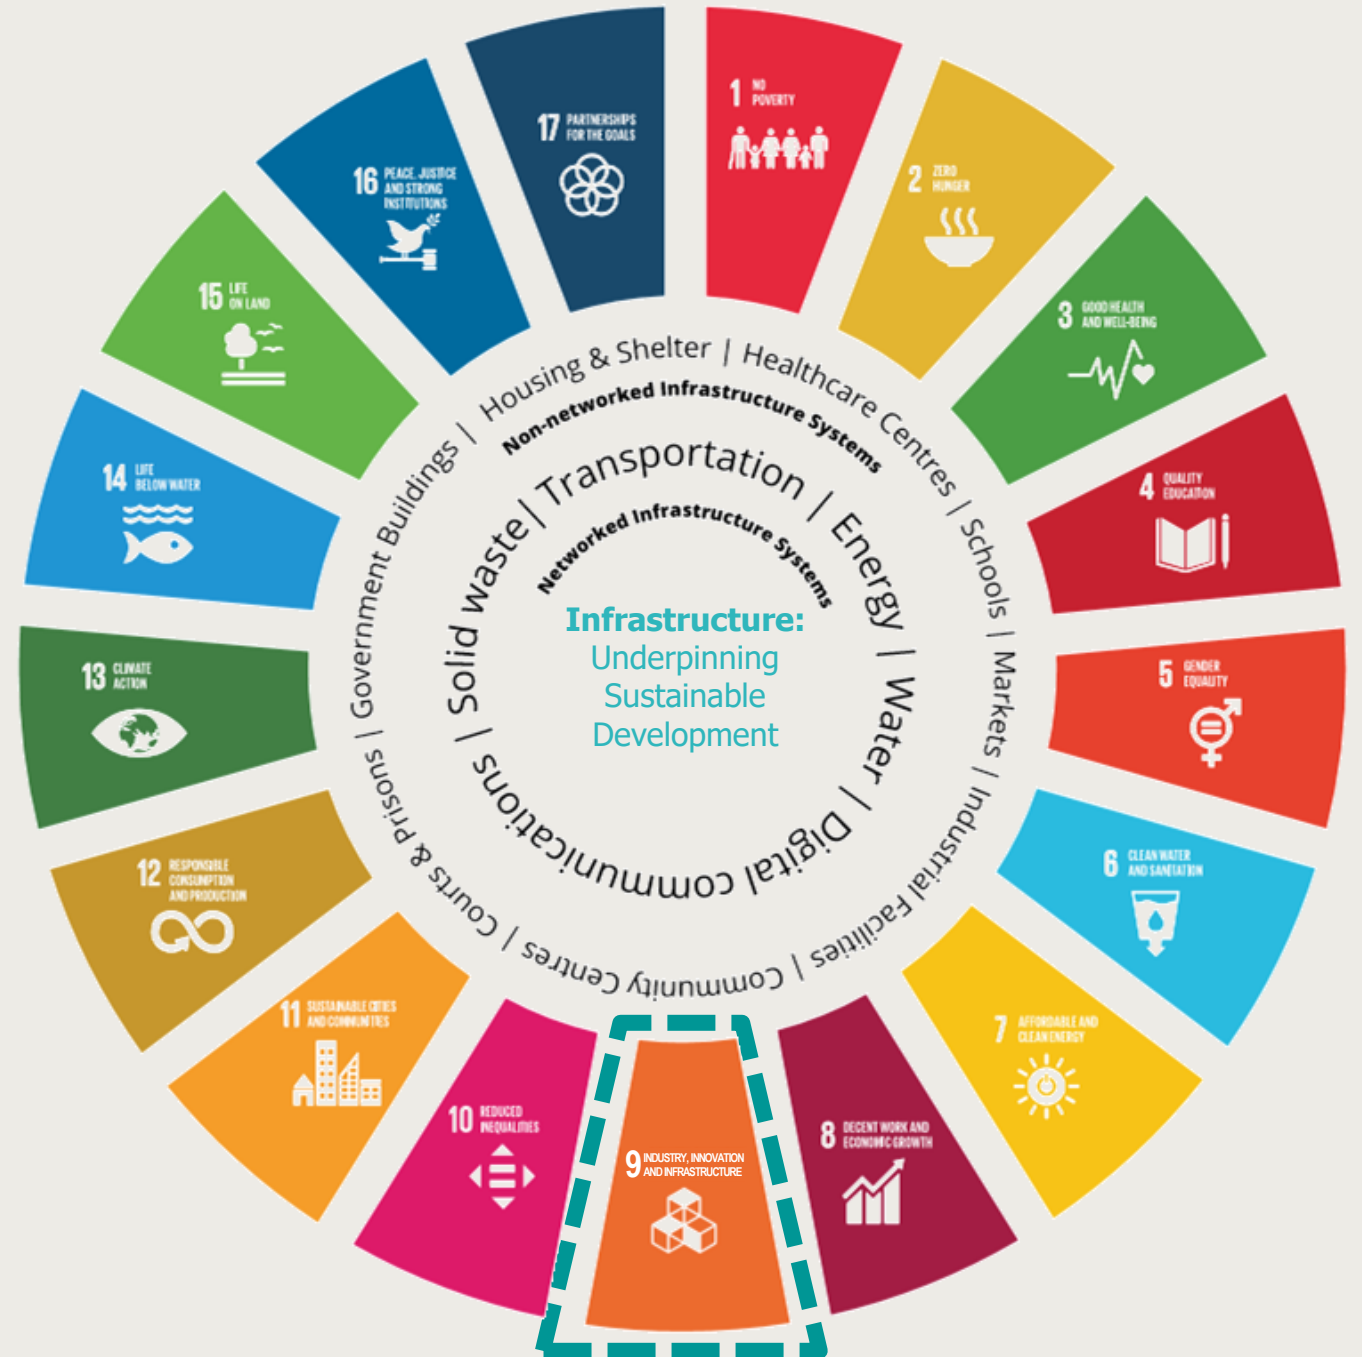 1 NO
POVERTY
2 ZERO
HUNGER
3 GOOD HEALTH
AND WELL-BEING
4 QUALITY
EDUCATION
5 GENDER
EQUALITY
6 CLEAN WATER
AND SANITATION
7 AFFORDABLE AND
CLEAN ENERGY
8 DECENT WORK AND
ECONOMIC GROWTH
9 INDUSTRY, INNOVATION
AND INFRASTRUCTURE
10 REDUCED
INEQUALITIES
11 SUSTAINABLE CITIES
AND COMMUNITIES
12 RESPONSIBLE
CONSUMPTION
AND PRODUCTION
13 CLIMATE
ACTION
14 LIFE
BELOW WATER
15 LIFE
ON LAND
16 PEACE, JUSTICE
AND STRONG
INSTITUTIONS
17 PARTNERSHIPS
FOR THE GOALS
Housing & Shelter | Healthcare Centres | Schools | Markets | Industrial Facilities | Community Centres | Courts & Prisons | Government Buildings |
Non-networked Infrastructure Systems
Transportation | Energy | Water | Digital communications | Solid waste |
Networked Infrastructure Systems
Infrastructure:
Underpinning
Sustainable
Development